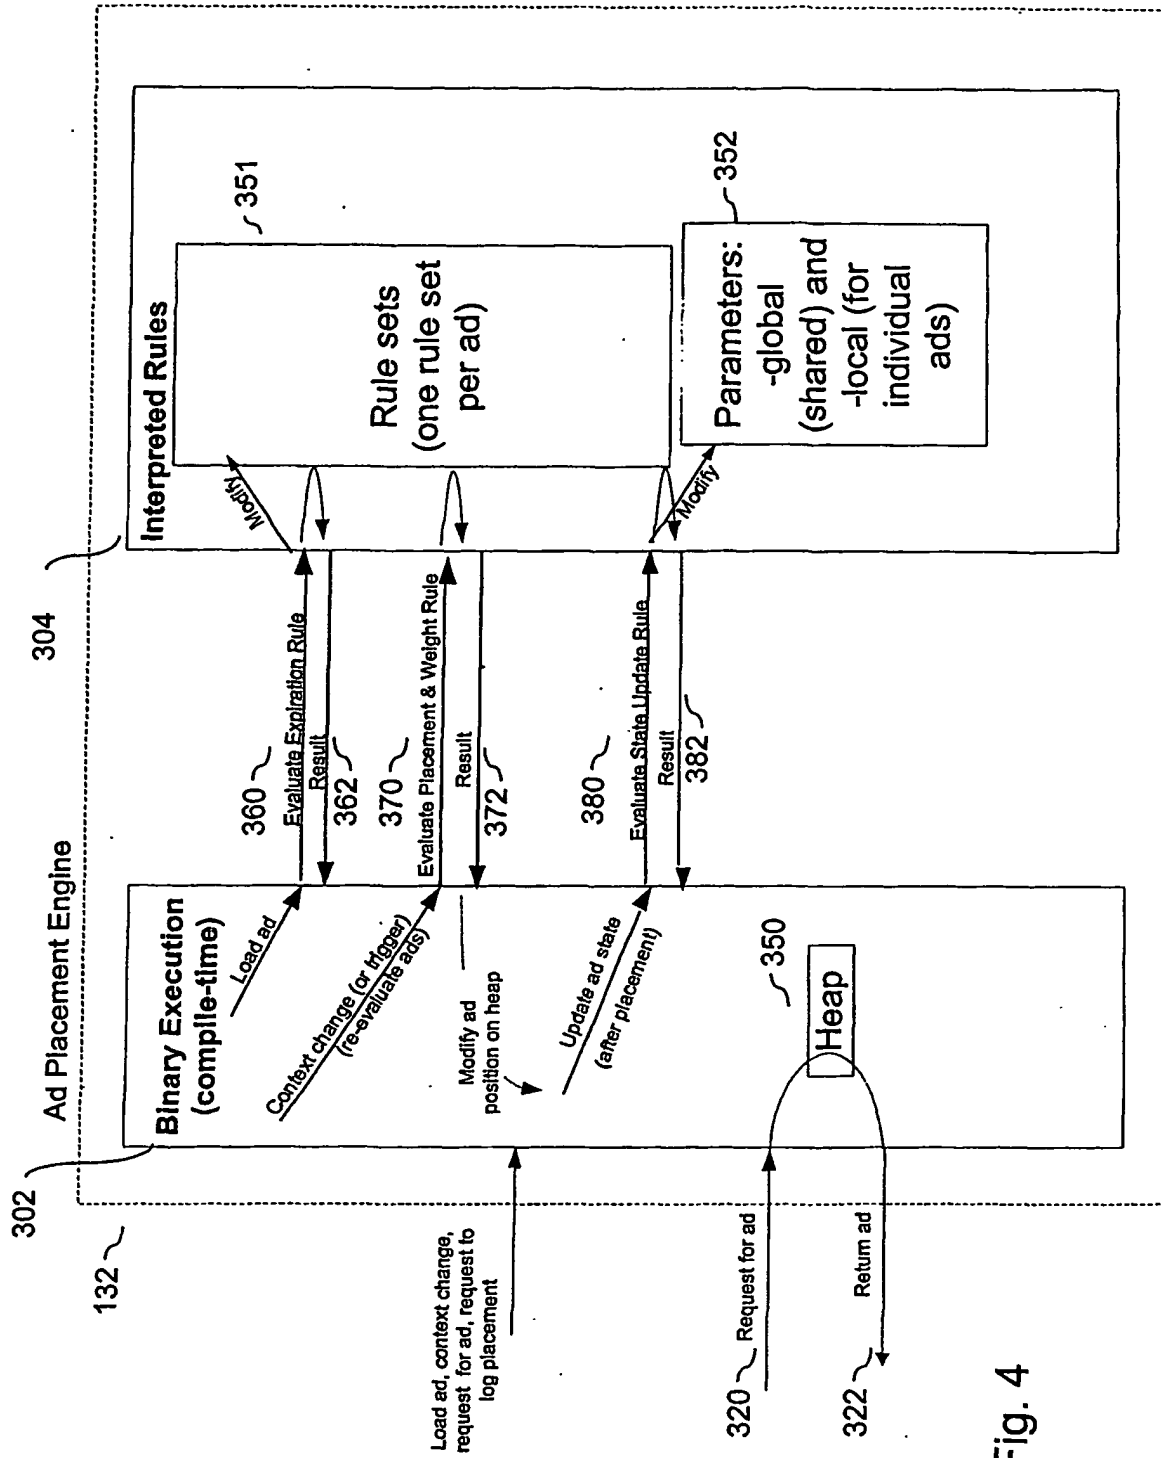 Ad Placement Engine
132
302
304
Binary Execution
(compile-time)
Load ad
Context change (or trigger)
(re-evaluate ads)
Modify ad
position on heap
Update ad state
(after placement)
350
Heap
360
Evaluate Expiration Rule
Result
362
370
Evaluate Placement & Weight Rule
Result
372
380
Evaluate State Update Rule
Result
382
Interpreted Rules
Modify
351
Rule sets
(one rule set
per ad)
Modify
352
Parameters:
-global
(shared) and
-local (for
individual
ads)
Load ad, context change,
request for ad, request to
log placement
320
Request for ad
322
Return ad
Fig. 4